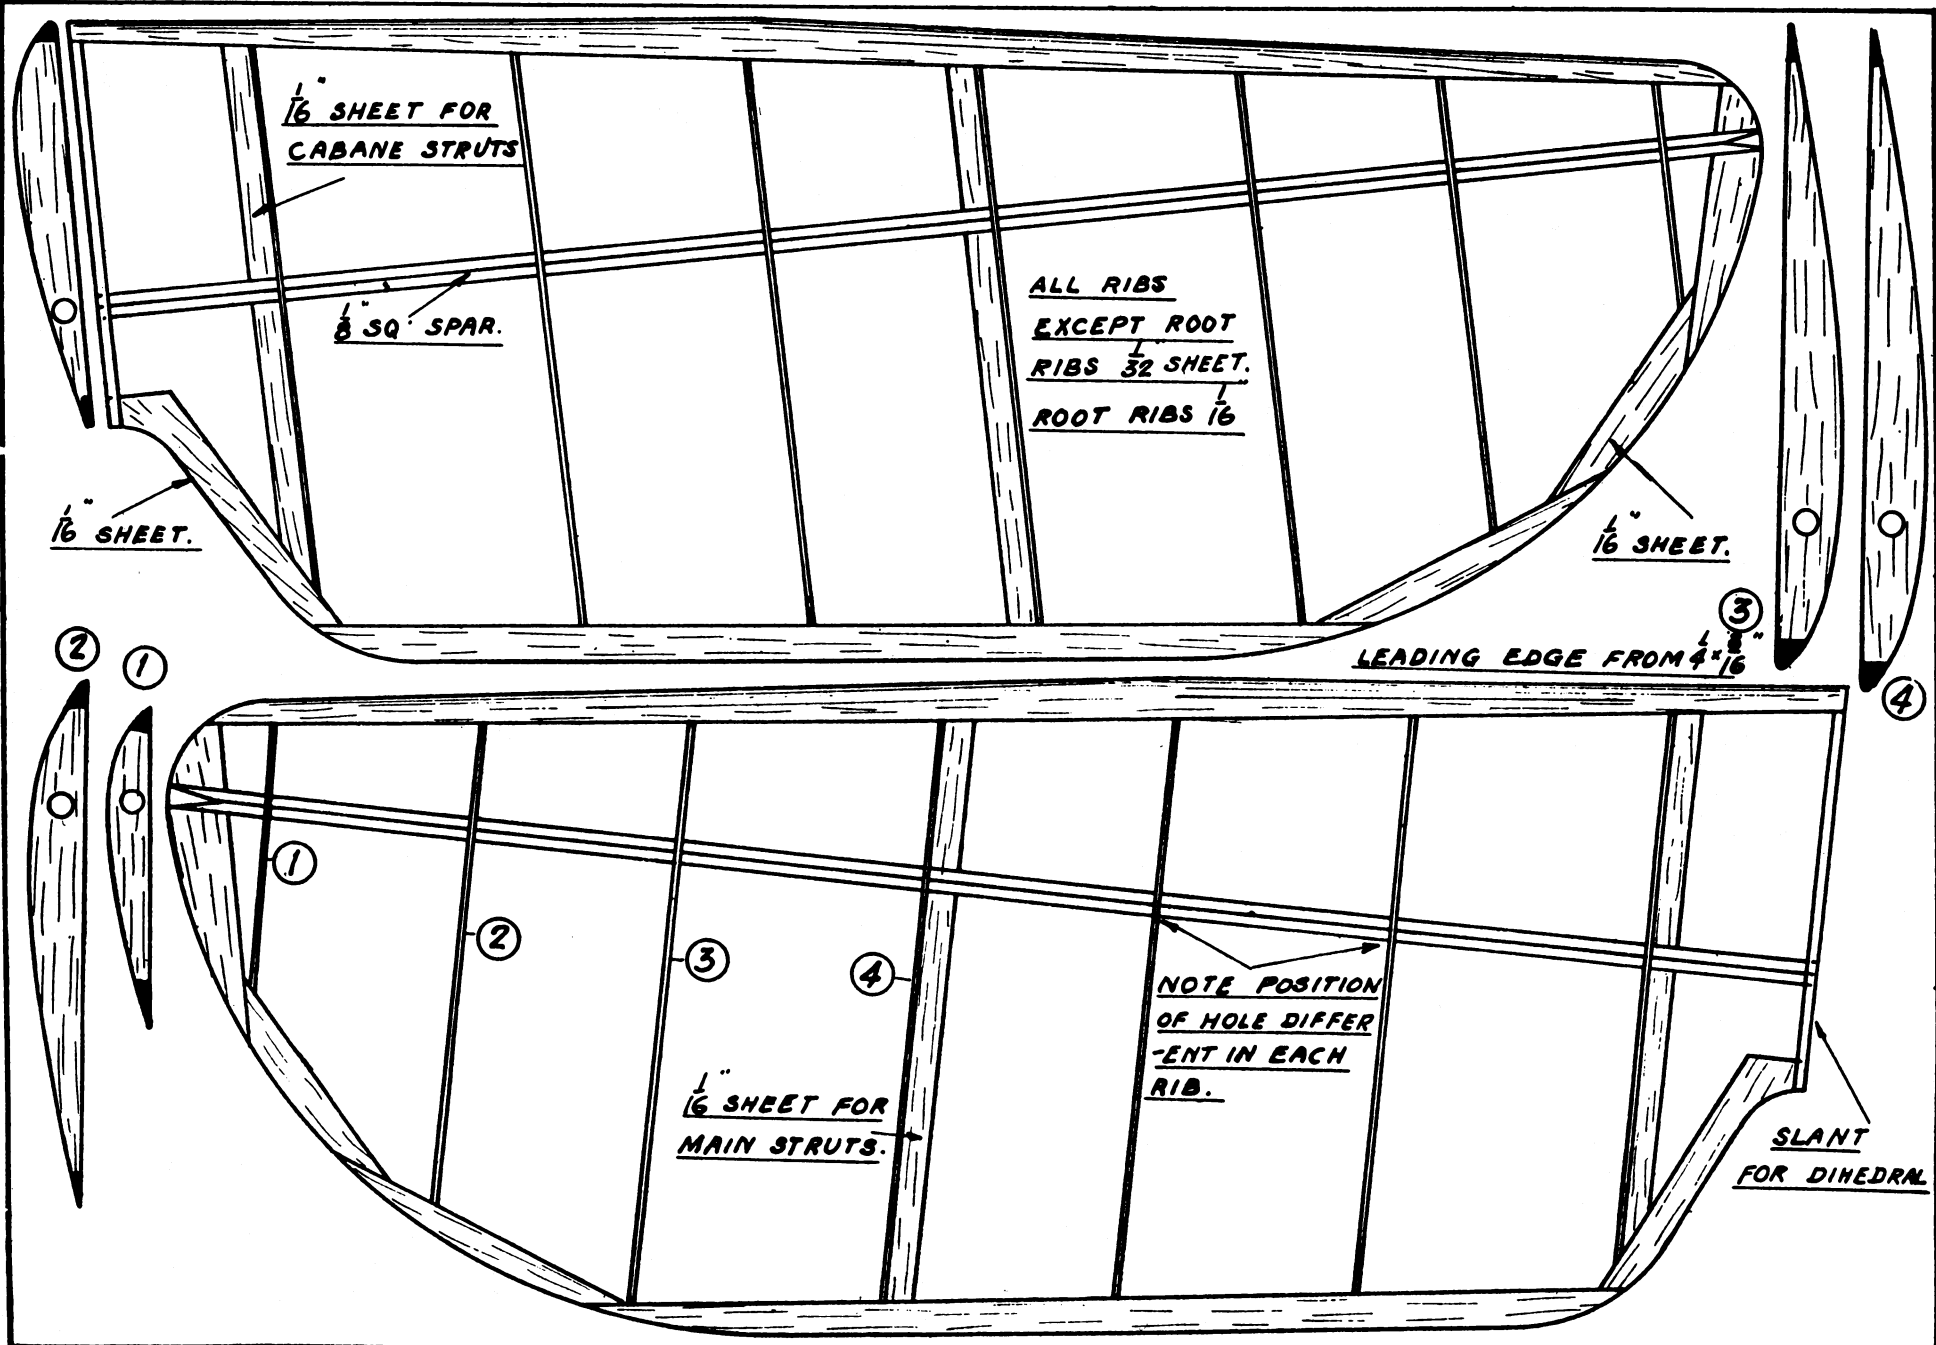 1/16" SHEET FOR
CABANE STRUTS
1/8" SQ. SPAR.
ALL RIBS
EXCEPT ROOT
RIBS 1/32" SHEET.
ROOT RIBS 1/16"
1/16" SHEET.
1/16" SHEET.
3
LEADING EDGE FROM 1/4 x
4
2
1
1
2
3
4
NOTE POSITION
OF HOLE DIFFER
-ENT IN EACH
RIB.
1/16" SHEET FOR
MAIN STRUTS.
SLANT
FOR DIHEDRAL